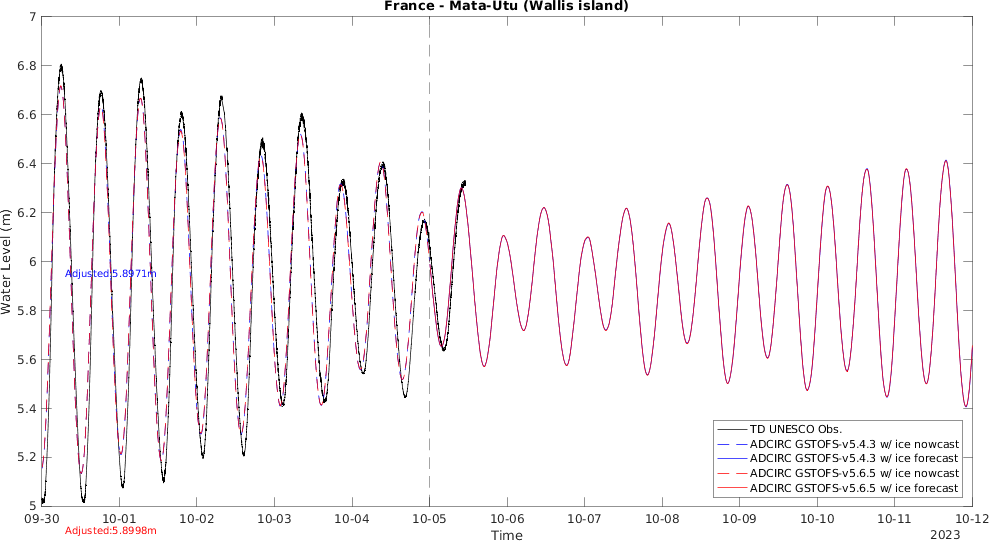 France - Mata-Utu (Wallis island)
7
6.8
6.6
6.4
6.2
6
5.8
5.6
5.4
5.2
5
Water Level (m)
Adjusted:5.8971m
Adjusted:5.8998m
TD UNESCO Obs.
ADCIRC GSTOFS-v5.4.3 w/ ice nowcast
ADCIRC GSTOFS-v5.4.3 w/ ice forecast
ADCIRC GSTOFS-v5.6.5 w/ ice nowcast
ADCIRC GSTOFS-v5.6.5 w/ ice forecast
09-30 10-01 10-02 10-03 10-04 10-05 10-06 10-07 10-08 10-09 10-10 10-11 10-12
Time
2023